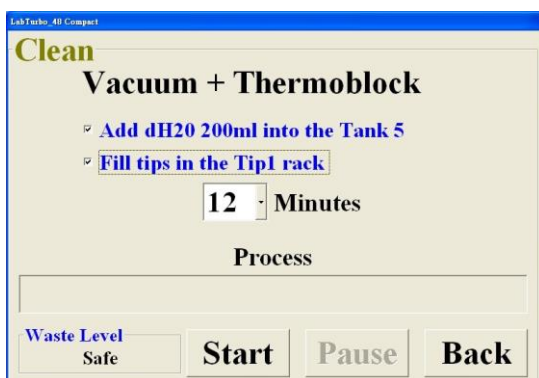 LabTurbo_48 Compact
Clean
Vacuum + Thermoblock
Add dH20 200ml into the Tank 5
Fill tips in the Tip1 rack
12 Minutes
Process
Waste Level
Safe
Start Pause Back